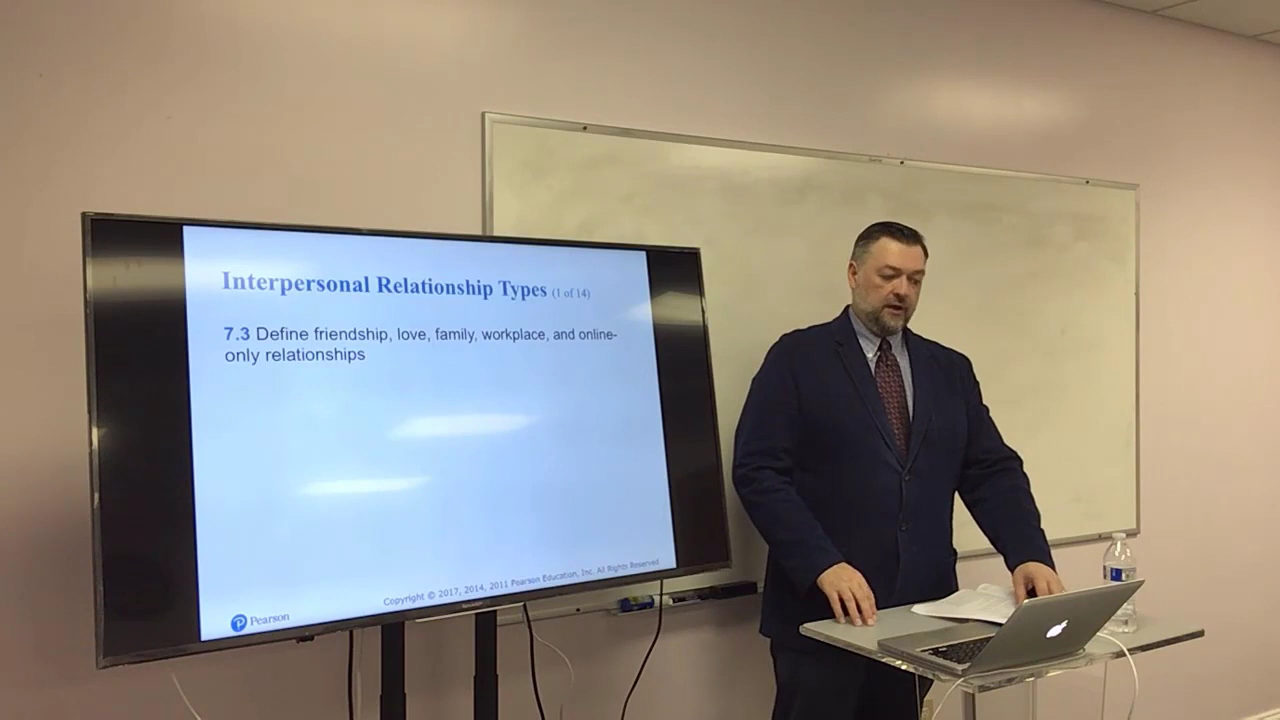 Interpersonal Relationship Types (1 of 14)
7.3 Define friendship, love, family, workplace, and online-
only relationships
Copyright © 2017, 2014, 2011 Pearson Education, Inc. All Rights Reserved
Pearson